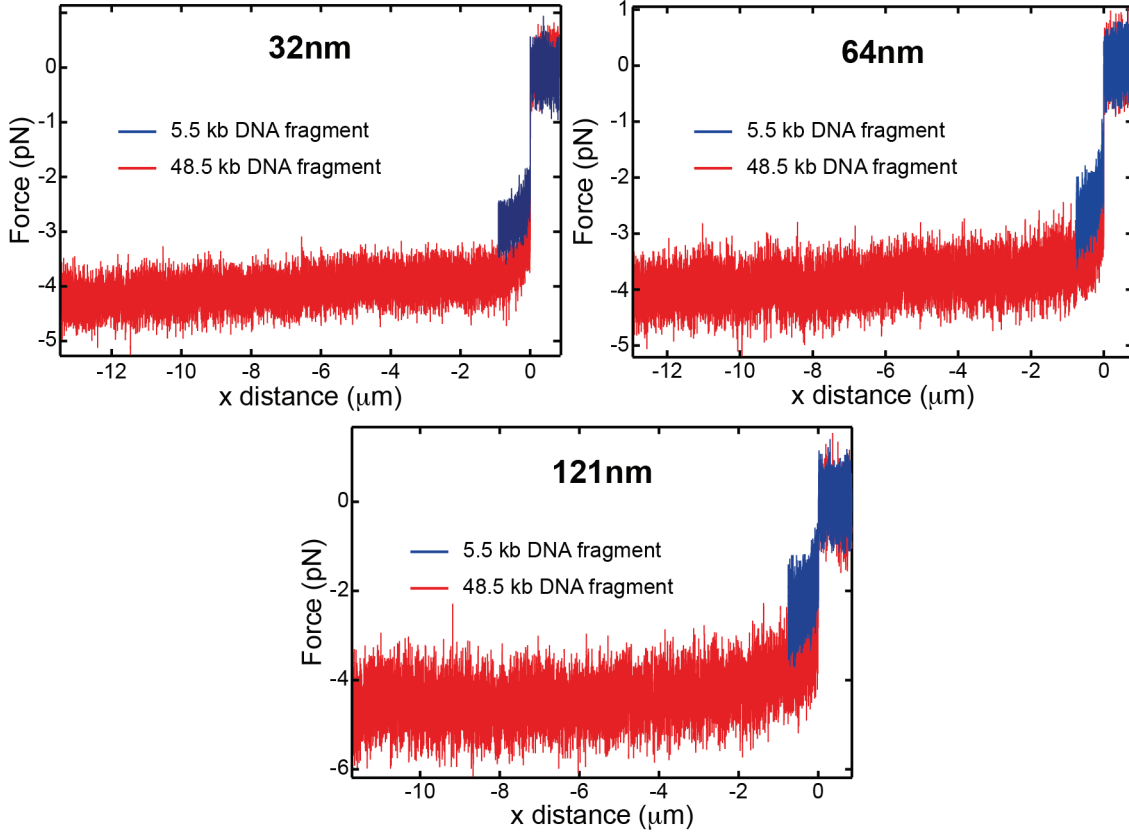 32nm
5.5 kb DNA fragment
48.5 kb DNA fragment
Force (pN)
0
-1
-2
-3
-4
-5
-12
-10
-8
-6
-4
-2
0
x distance (μm)
64nm
5.5 kb DNA fragment
48.5 kb DNA fragment
Force (pN)
1
0
-1
-2
-3
-4
-5
-12
-10
-8
-6
-4
-2
0
x distance (μm)
121nm
5.5 kb DNA fragment
48.5 kb DNA fragment
Force (pN)
0
-2
-4
-6
-10
-8
-6
-4
-2
0
x distance (μm)